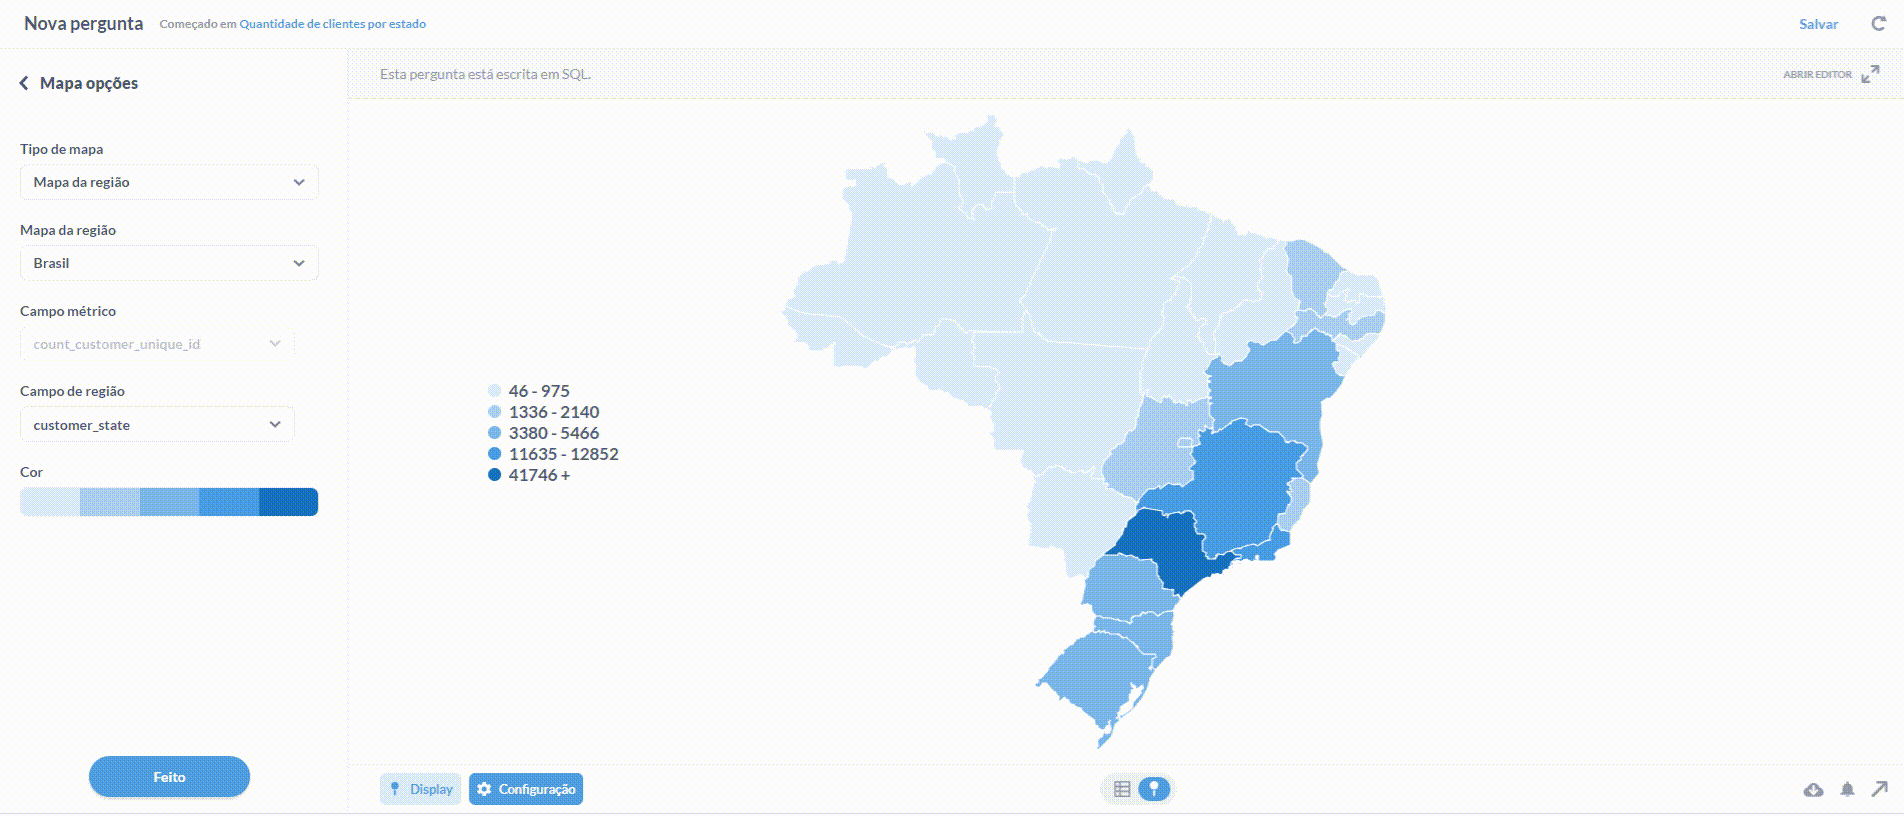 Nova pergunta Começado em Quantidade de clientes por estado
Salvar
Mapa opções
Esta pergunta está escrita em SQL.
ABRIR EDITOR
Tipo de mapa
Mapa da região
Mapa da região
Brasil
Campo métrico
count_customer_unique_id
Campo de região
customer_state
Cor
46 - 975
1336 - 2140
3380 - 5466
11635 - 12852
41746 +
Feito
Display
Configuração